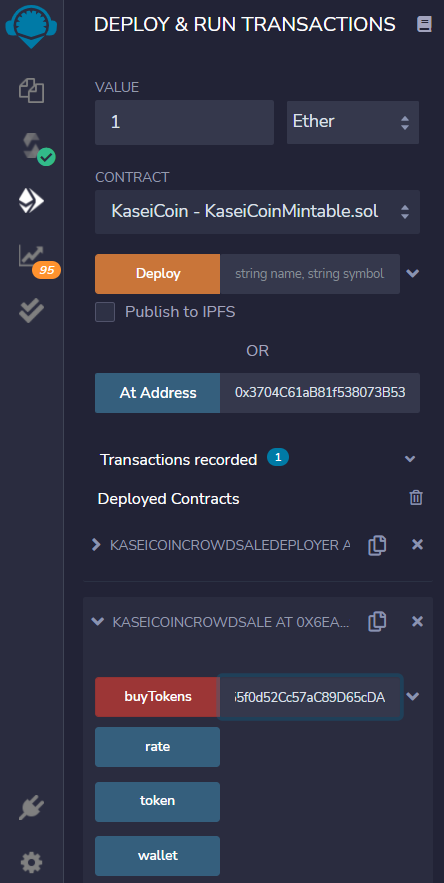 DEPLOY & RUN TRANSACTIONS
VALUE
1 Ether
CONTRACT
KaseiCoin - KaseiCoinMintable.sol
Deploy string name, string symbol
95
Publish to IPFS
OR
At Address 0x3704C61aB81f538073B53
Transactions recorded 1
Deployed Contracts
KASEICOINCROWDSALEDEPLOYER A
KASEICOINCROWDSALE AT 0X6EA...
buyTokens 5f0d52Cc57aC89D65cDA
rate
token
wallet